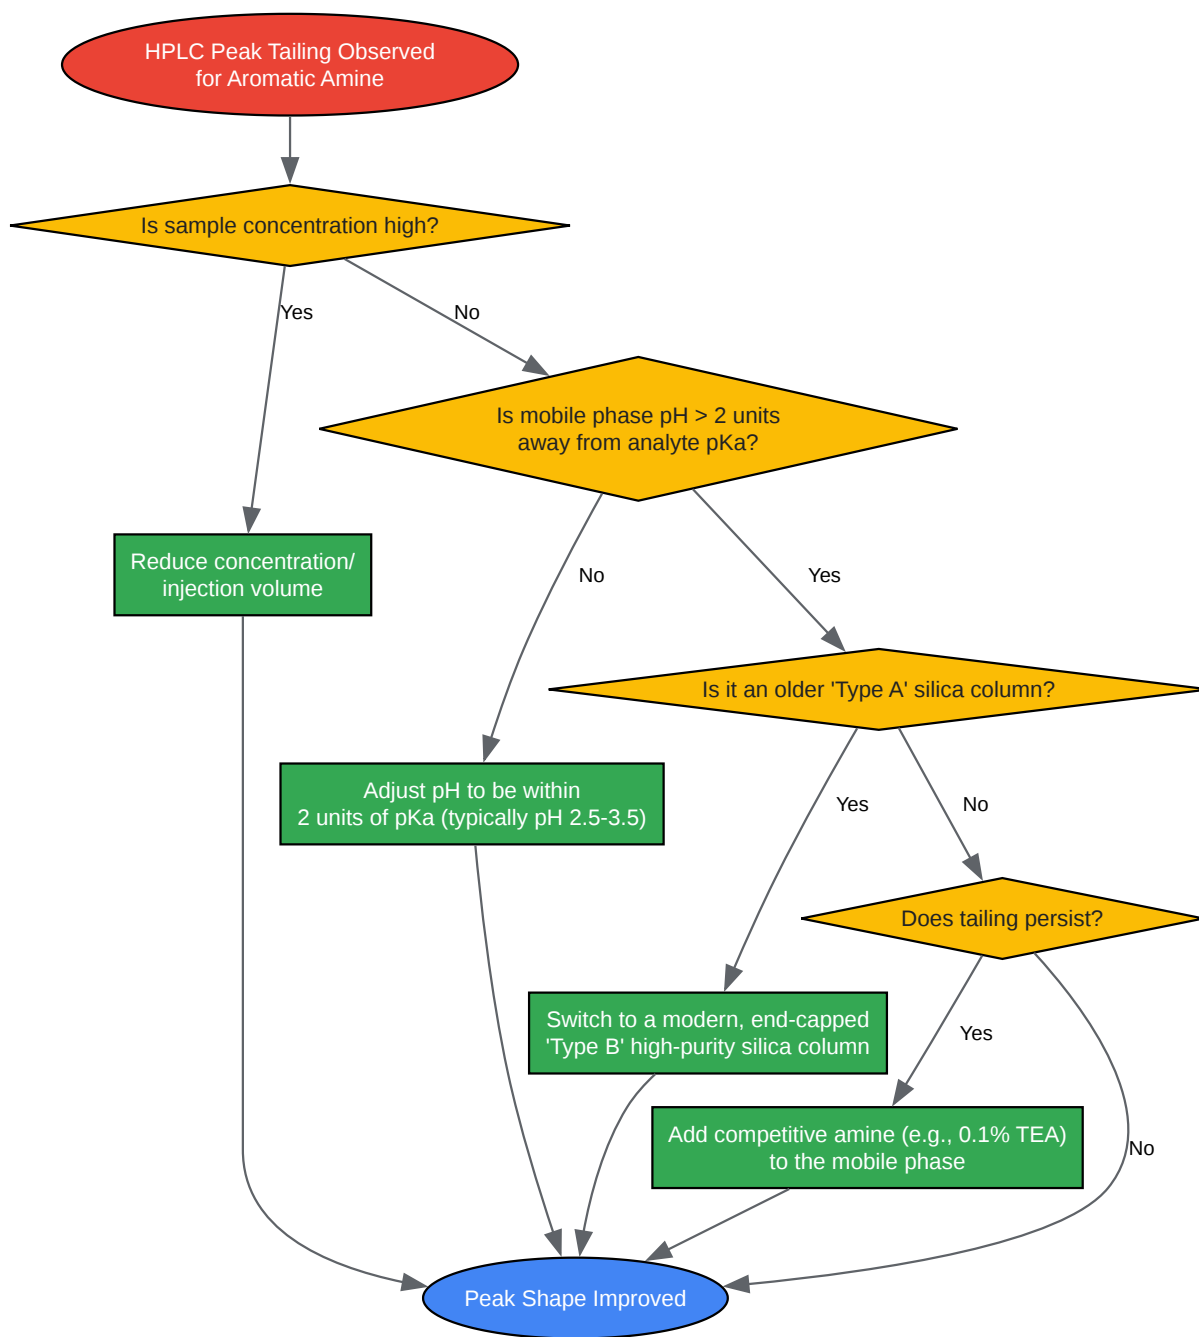 HPLC Peak Tailing Observed
for Aromatic Amine
Is sample concentration high?
Yes
No
Is mobile phase pH > 2 units
away from analyte pKa?
Reduce concentration/
injection volume
No
Yes
Is it an older 'Type A' silica column?
Adjust pH to be within
2 units of pKa (typically pH 2.5-3.5)
Yes
No
Does tailing persist?
Switch to a modern, end-capped
'Type B' high-purity silica column
Yes
Add competitive amine (e.g., 0.1% TEA)
to the mobile phase
No
Peak Shape Improved